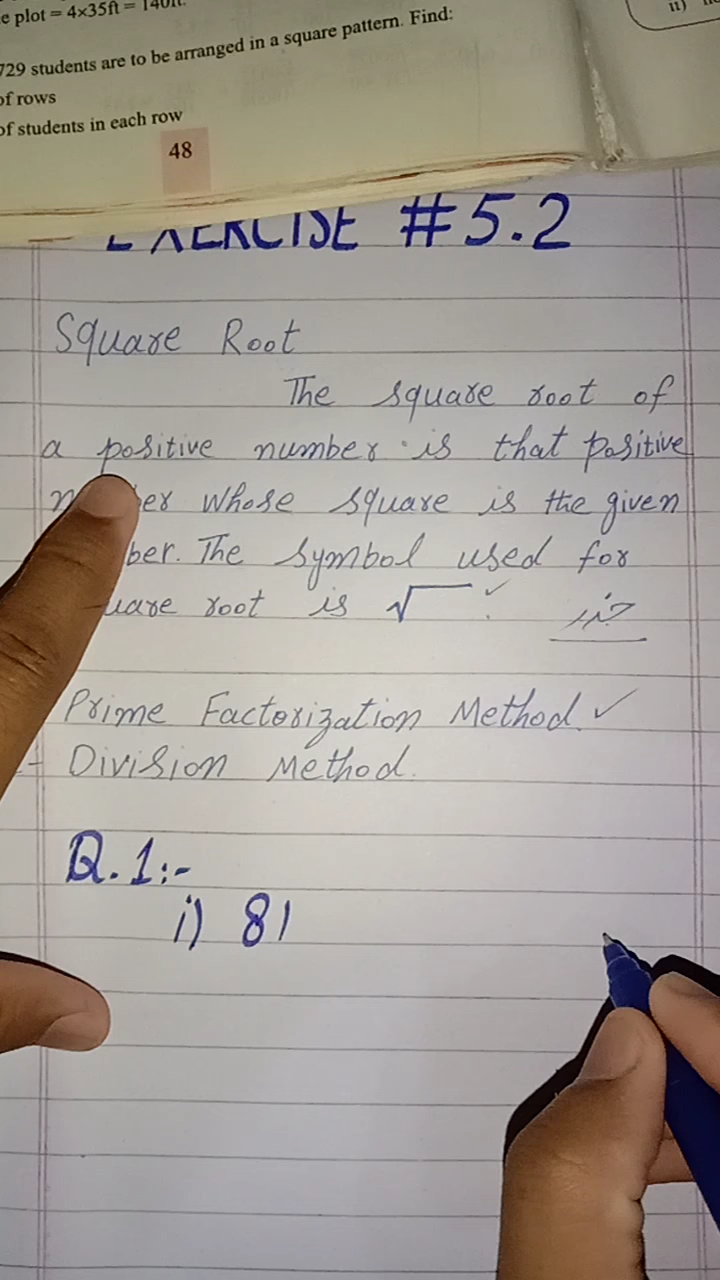 e plot = 4×35ft = 140ft.
ii)
729 students are to be arranged in a square pattern. Find:
of rows
of students in each row
48
EXERCISE #5.2
Square Root
The square root of
a positive number is that positive
whose square is the given
ber. The symbol used for
uare root is √ جذر
Prime Factorization Method. ✓
- Division Method.
Q.1:-
i) 81